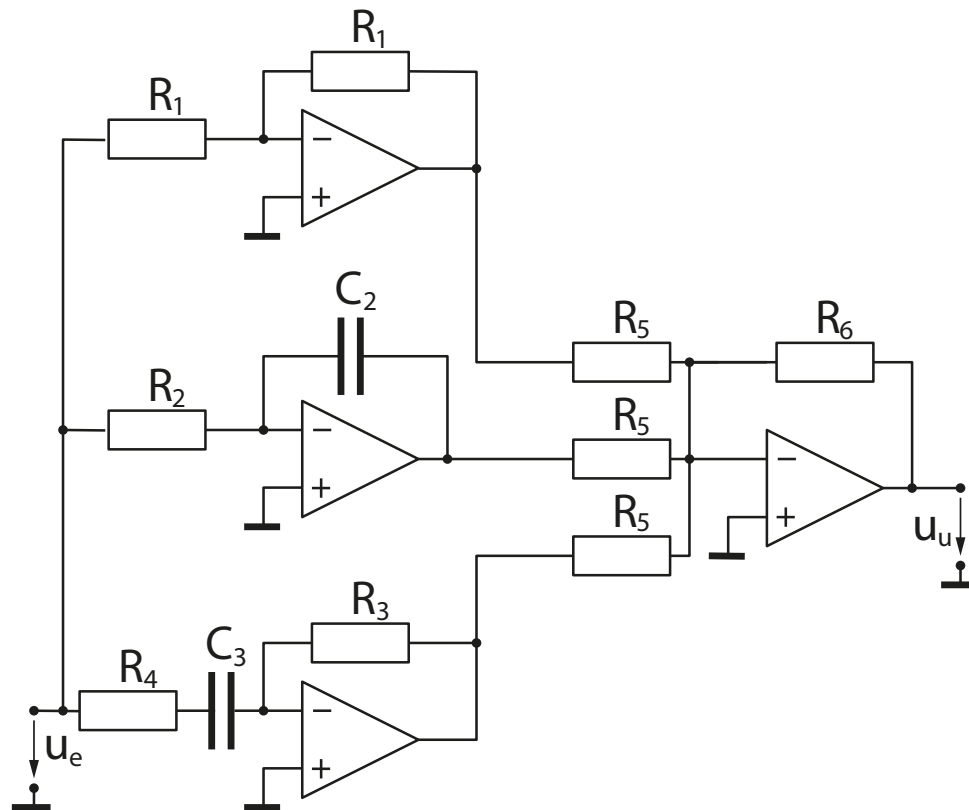 R₁
R₁
−
+
C₂
R₂
−
+
R₅
R₆
R₅
−
+
R₅
uᵤ
R₃
C₃
R₄
−
+
uₑ